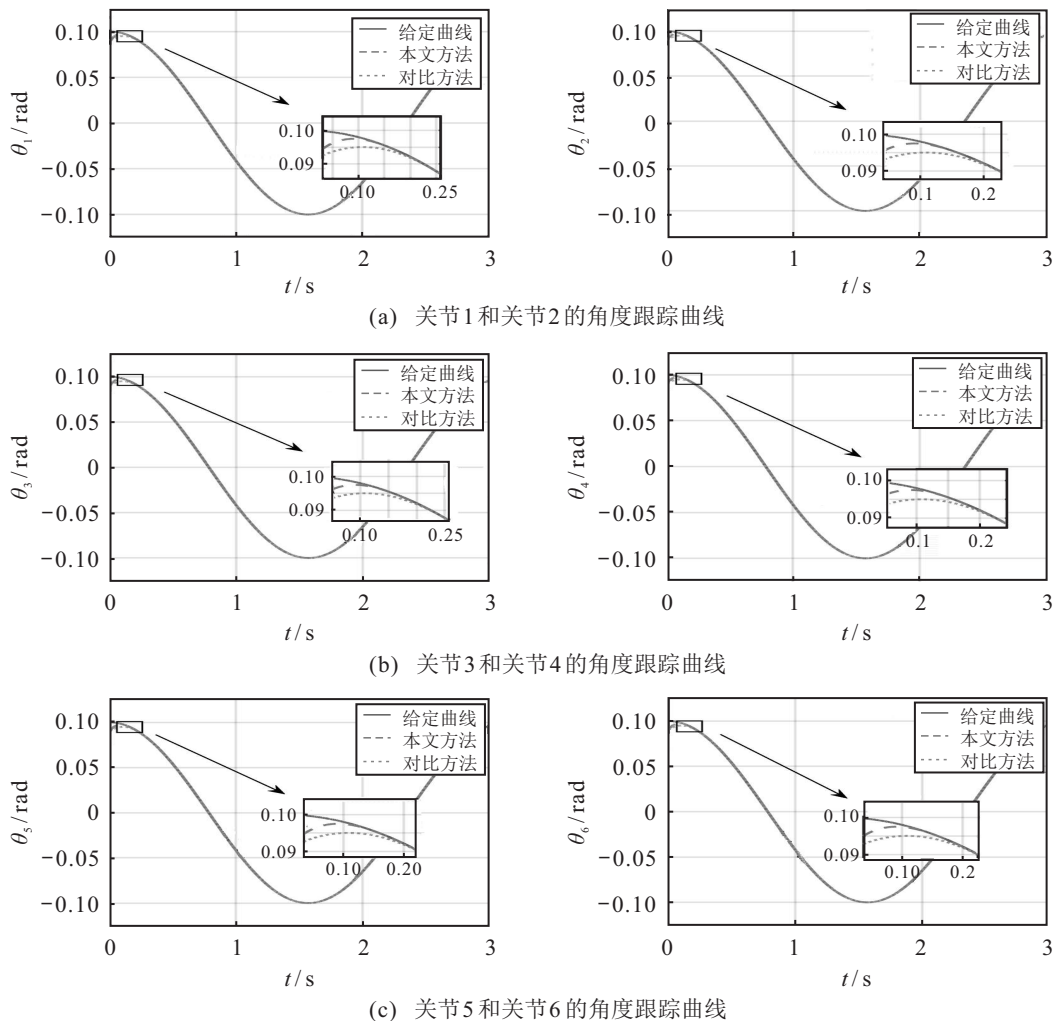 0.10
0.05
0
−0.05
−0.10
θ1 / rad
给定曲线
本文方法
对比方法
0.10
0.09
0.10
0.25
0
1
2
3
t / s
0.10
0.05
0
−0.05
−0.10
θ2 / rad
给定曲线
本文方法
对比方法
0.10
0.09
0.1
0.2
0
1
2
3
t / s
(a) 关节1和关节2的角度跟踪曲线
0.10
0.05
0
−0.05
−0.10
θ3 / rad
给定曲线
本文方法
对比方法
0.10
0.09
0.10
0.25
0
1
2
3
t / s
0.10
0.05
0
−0.05
−0.10
θ4 / rad
给定曲线
本文方法
对比方法
0.10
0.09
0.1
0.2
0
1
2
3
t / s
(b) 关节3和关节4的角度跟踪曲线
0.10
0.05
0
−0.05
−0.10
θ5 / rad
给定曲线
本文方法
对比方法
0.10
0.09
0.10
0.20
0
1
2
3
t / s
0.10
0.05
0
−0.05
−0.10
θ6 / rad
给定曲线
本文方法
对比方法
0.10
0.09
0.10
0.2
0
1
2
3
t / s
(c) 关节5和关节6的角度跟踪曲线